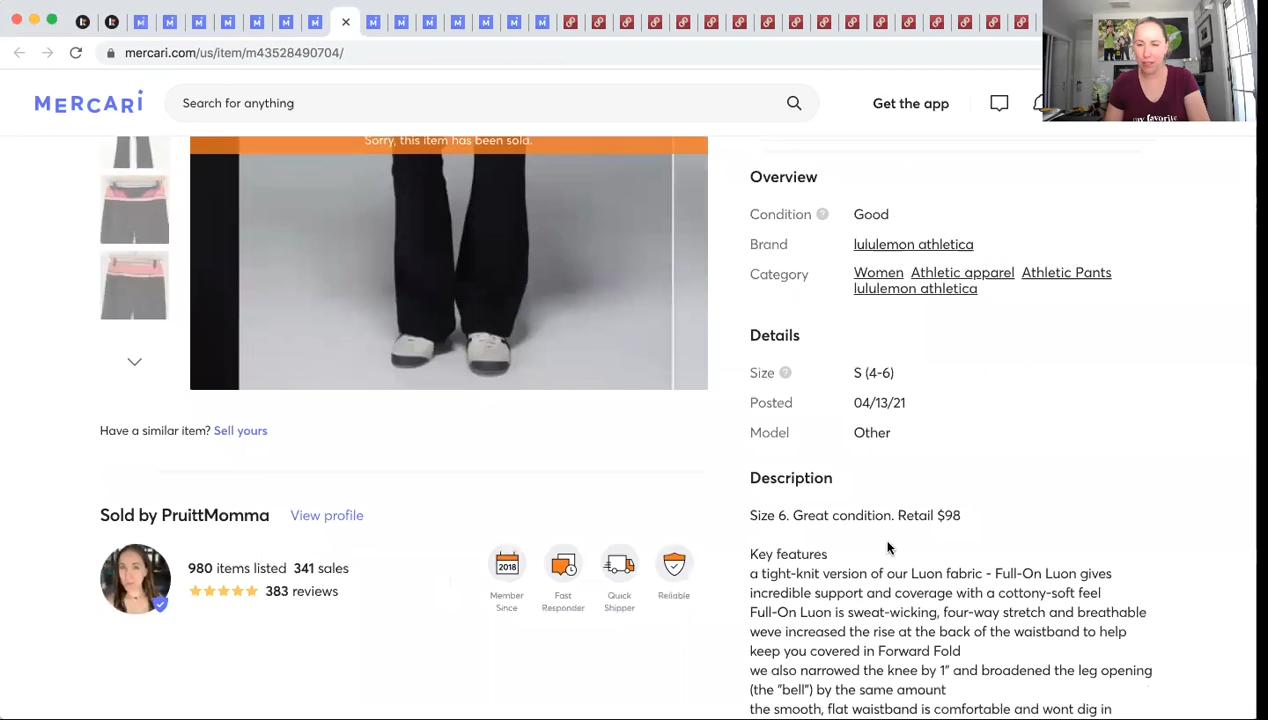 mercari.com/us/item/m43528490704/
MERCARI
Search for anything
Get the app
my favorite
Sorry, this item has been sold.
Overview
Condition ? Good
Brand lululemon athletica
Category Women Athletic apparel Athletic Pants
lululemon athletica
Details
Size ? S (4-6)
Posted 04/13/21
Model Other
Have a similar item? Sell yours
Description
Size 6. Great condition. Retail $98
Sold by PruittMomma View profile
980 items listed 341 sales
383 reviews
2018
Member Since
Fast Responder
Quick Shipper
Reliable
Key features
a tight-knit version of our Luon fabric - Full-On Luon gives
incredible support and coverage with a cottony-soft feel
Full-On Luon is sweat-wicking, four-way stretch and breathable
weve increased the rise at the back of the waistband to help
keep you covered in Forward Fold
we also narrowed the knee by 1" and broadened the leg opening
(the "bell") by the same amount
the smooth, flat waistband is comfortable and wont dig in